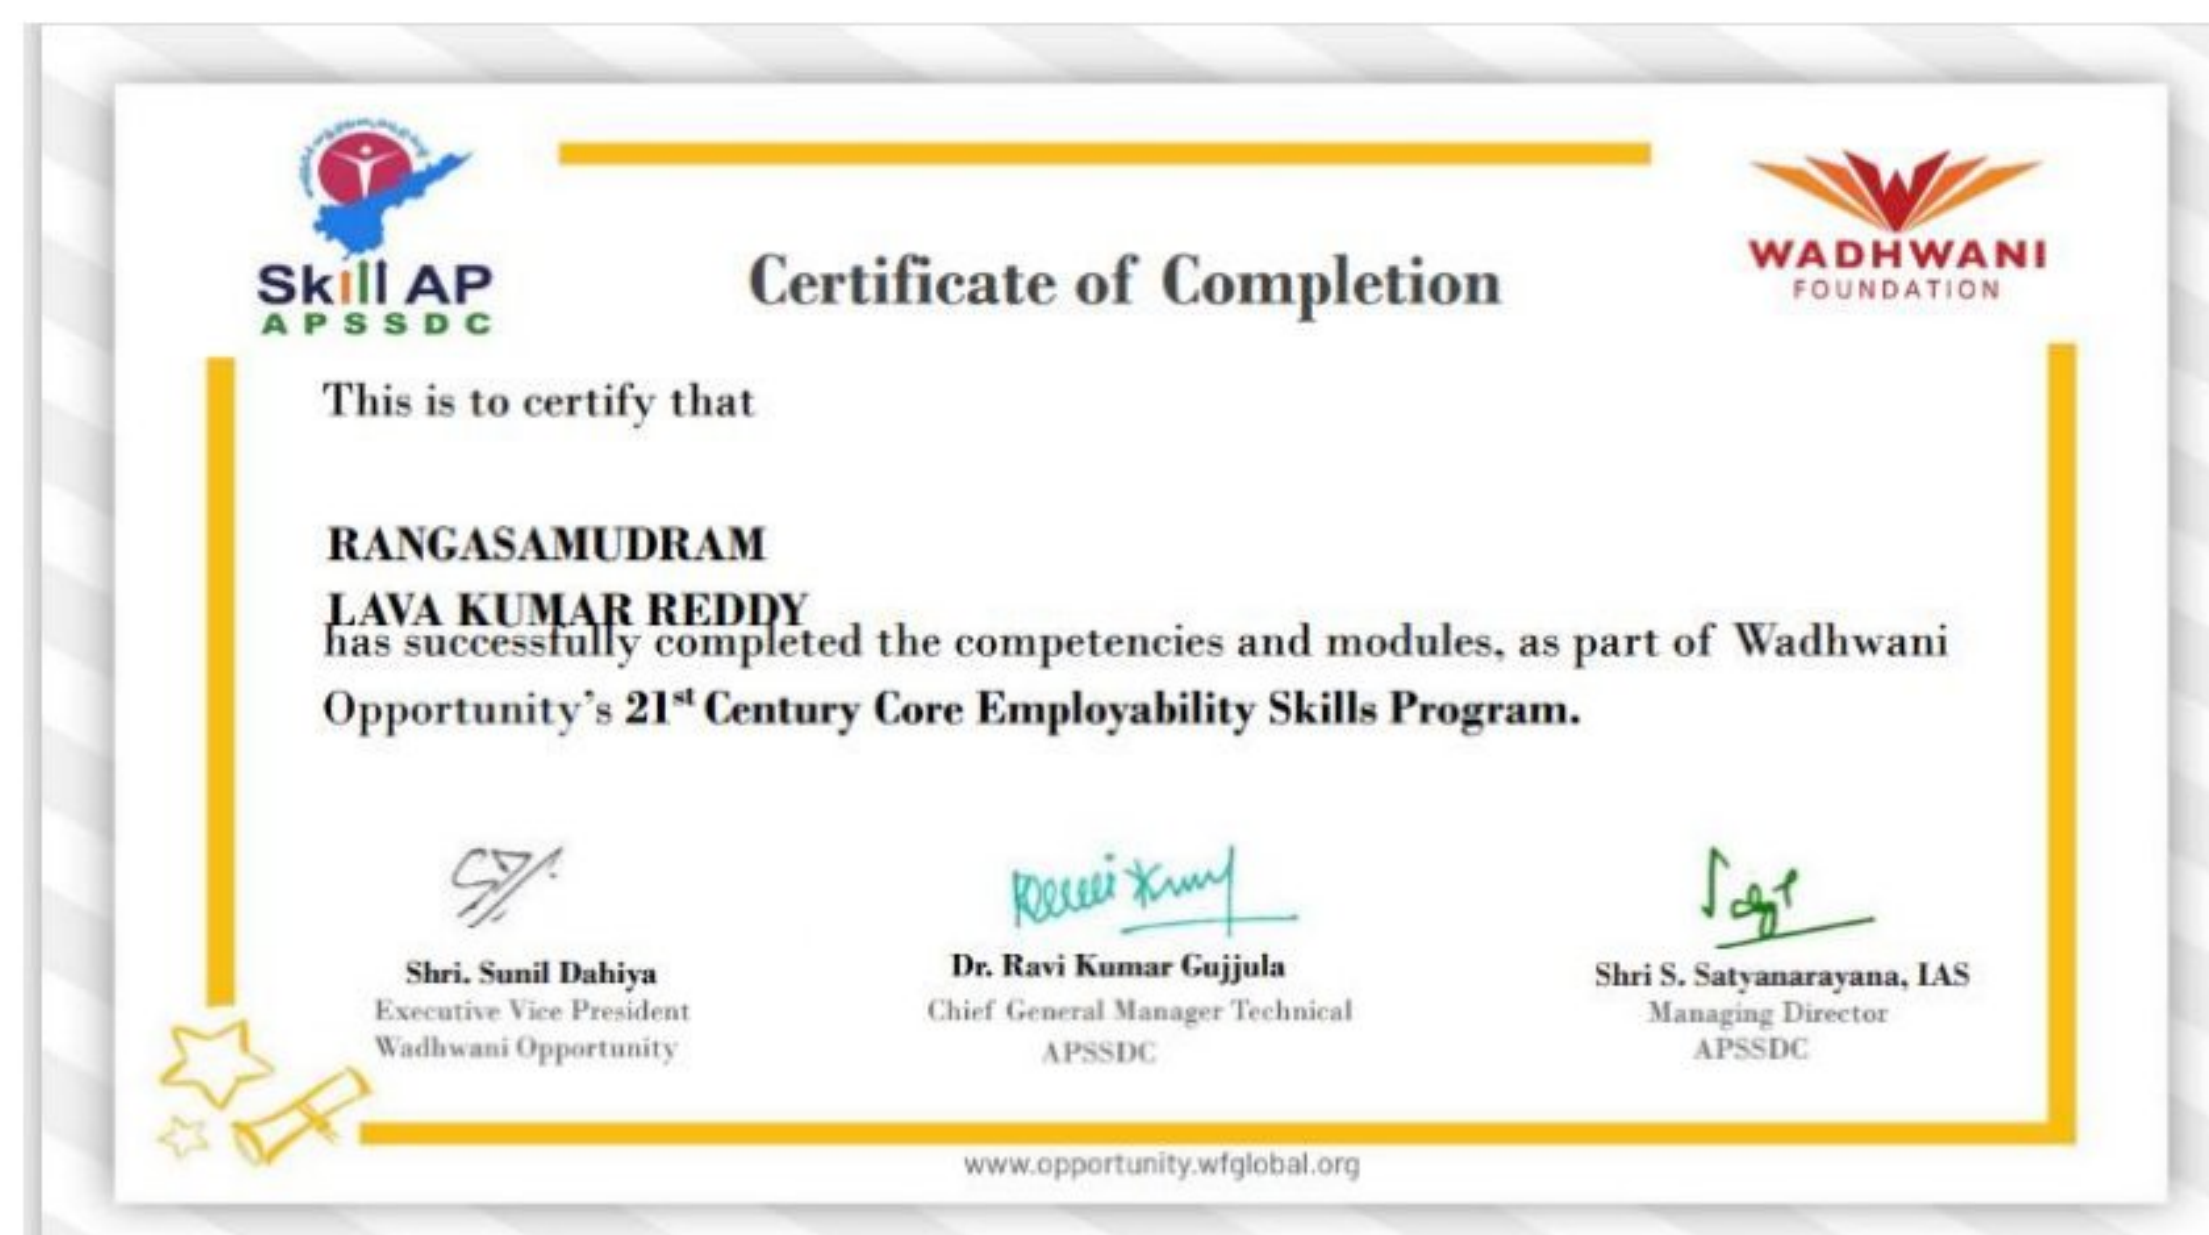 Skill AP
APSSDC
WADHWANI
FOUNDATION
Certificate of Completion
This is to certify that
RANGASAMUDRAM
LAVA KUMAR REDDY
has successfully completed the competencies and modules, as part of Wadhwani
Opportunity's 21st Century Core Employability Skills Program.
Shri. Sunil Dahiya
Executive Vice President
Wadhwani Opportunity
Dr. Ravi Kumar Gujjula
Chief General Manager Technical
APSSDC
Shri S. Satyanarayana, IAS
Managing Director
APSSDC
www.opportunity.wfglobal.org